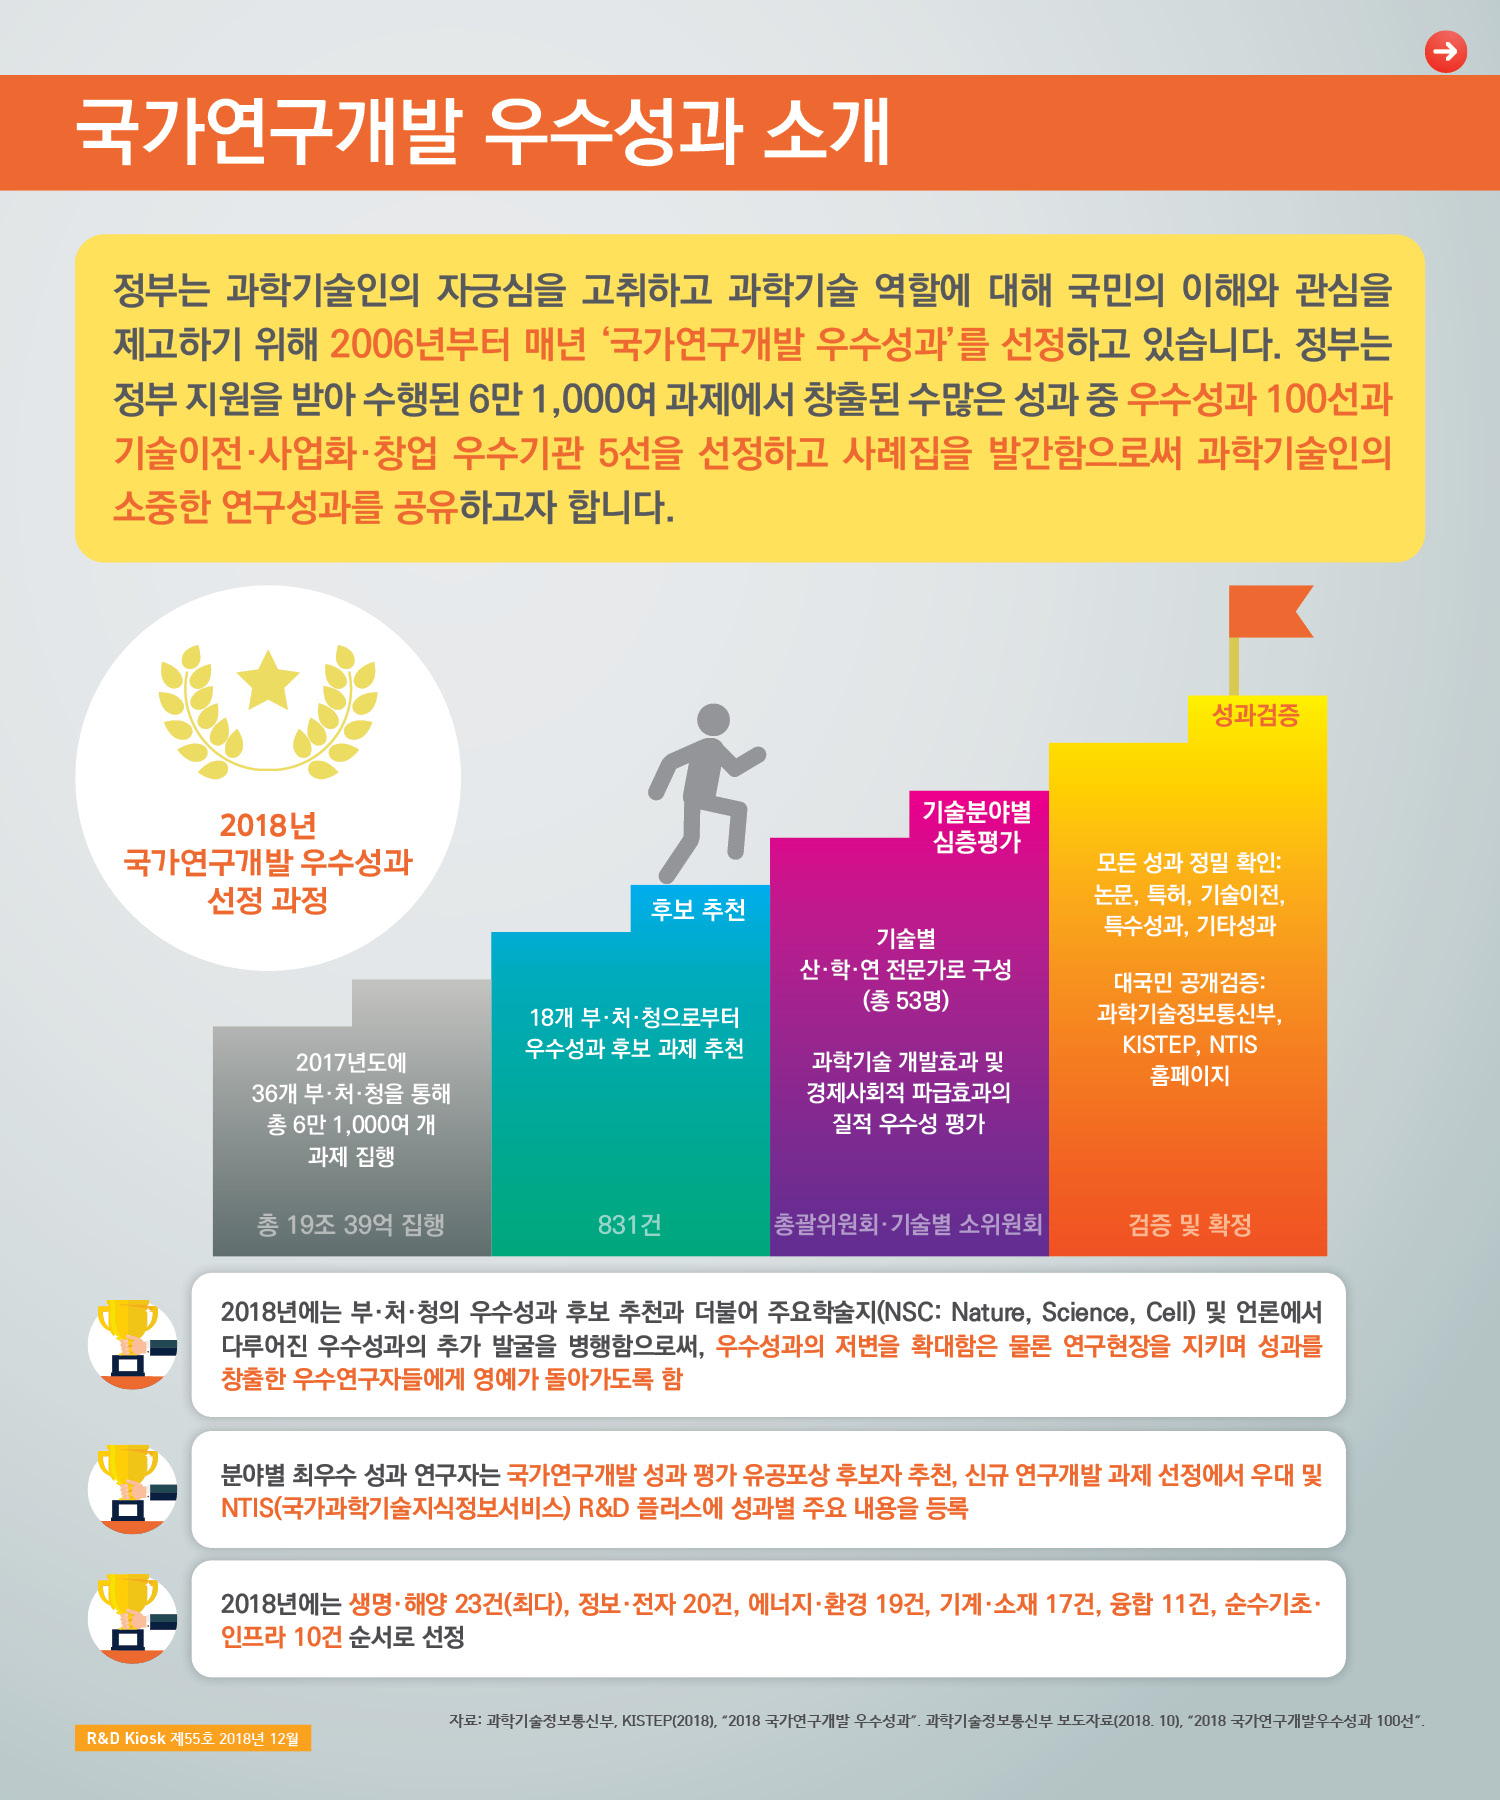 국가연구개발 우수성과 소개
정부는 과학기술인의 자긍심을 고취하고 과학기술 역할에 대해 국민의 이해와 관심을
제고하기 위해 2006년부터 매년 ‘국가연구개발 우수성과’를 선정하고 있습니다. 정부는
정부 지원을 받아 수행된 6만 1,000여 과제에서 창출된 수많은 성과 중 우수성과 100선과
기술이전·사업화·창업 우수기관 5선을 선정하고 사례집을 발간함으로써 과학기술인의
소중한 연구성과를 공유하고자 합니다.
2018년
국가연구개발 우수성과
선정 과정
2017년도에
36개 부·처·청을 통해
총 6만 1,000여 개
과제 집행
총 19조 39억 집행
후보 추천
18개 부·처·청으로부터
우수성과 후보 과제 추천
831건
기술분야별
심층평가
기술별
산·학·연 전문가로 구성
(총 53명)
과학기술 개발효과 및
경제사회적 파급효과의
질적 우수성 평가
총괄위원회·기술별 소위원회
성과검증
모든 성과 정밀 확인:
논문, 특허, 기술이전,
특수성과, 기타성과
대국민 공개검증:
과학기술정보통신부,
KISTEP, NTIS
홈페이지
검증 및 확정
2018년에는 부·처·청의 우수성과 후보 추천과 더불어 주요학술지(NSC: Nature, Science, Cell) 및 언론에서
다루어진 우수성과의 추가 발굴을 병행함으로써, 우수성과의 저변을 확대함은 물론 연구현장을 지키며 성과를
창출한 우수연구자들에게 영예가 돌아가도록 함
분야별 최우수 성과 연구자는 국가연구개발 성과 평가 유공포상 후보자 추천, 신규 연구개발 과제 선정에서 우대 및
NTIS(국가과학기술지식정보서비스) R&D 플러스에 성과별 주요 내용을 등록
2018년에는 생명·해양 23건(최다), 정보·전자 20건, 에너지·환경 19건, 기계·소재 17건, 융합 11건, 순수기초·
인프라 10건 순서로 선정
자료: 과학기술정보통신부, KISTEP(2018), “2018 국가연구개발 우수성과”. 과학기술정보통신부 보도자료(2018. 10), “2018 국가연구개발우수성과 100선”.
R&D Kiosk 제55호 2018년 12월